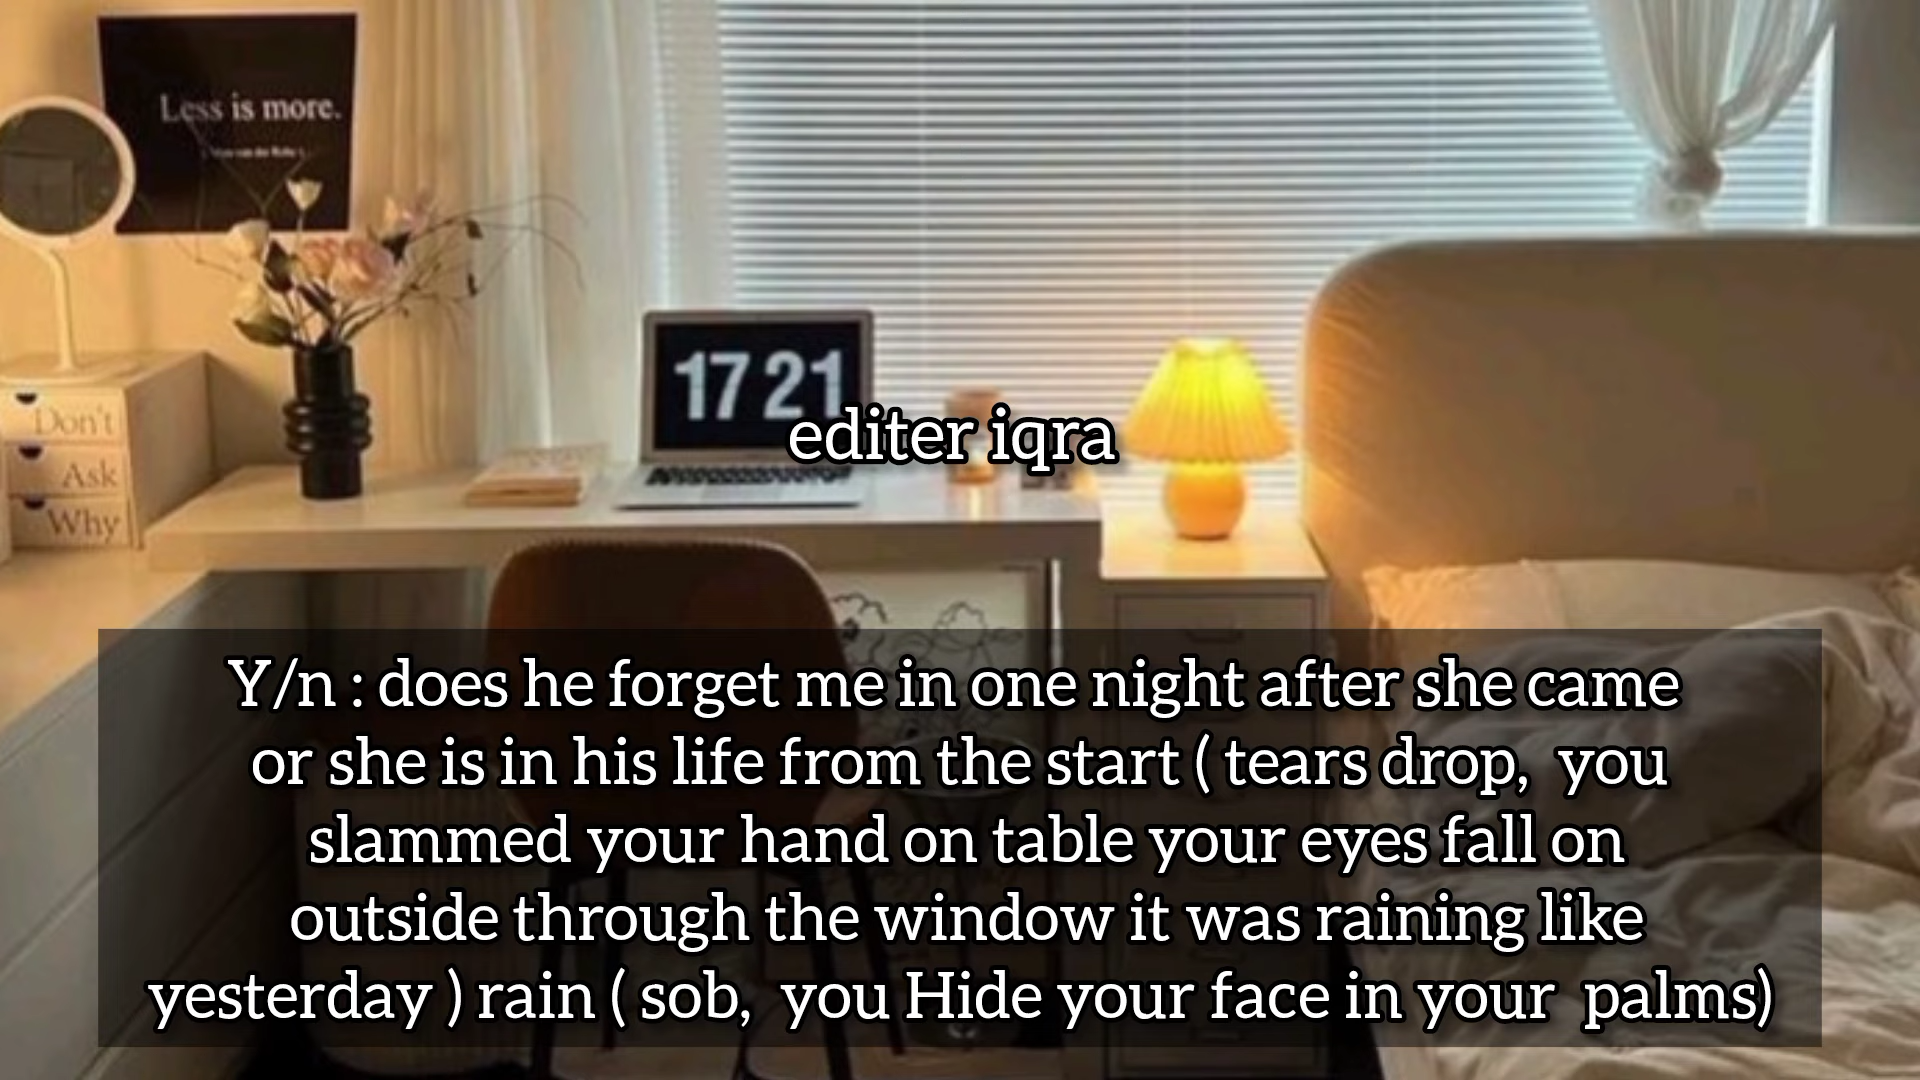 Less is more.
17 21
editer iqra
Don't
Ask
Why
Y/n : does he forget me in one night after she came
or she is in his life from the start ( tears drop, you
slammed your hand on table your eyes fall on
outside through the window it was raining like
yesterday ) rain ( sob, you Hide your face in your palms)